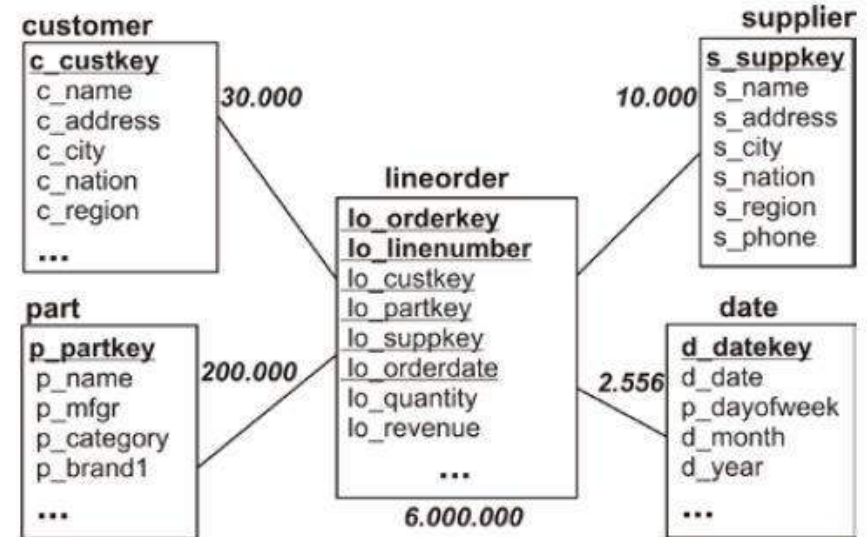 customer
c_custkey
c_name
c_address
c_city
c_nation
c_region
...
30.000
supplier
s_suppkey
s_name
s_address
s_city
s_nation
s_region
s_phone
10.000
lineorder
lo_orderkey
lo_linenumber
lo_custkey
lo_partkey
lo_suppkey
lo_orderdate
lo_quantity
lo_revenue
...
6.000.000
part
p_partkey
p_name
p_mfgr
p_category
p_brand1
...
200.000
date
d_datekey
d_date
p_dayofweek
d_month
d_year
...
2.556